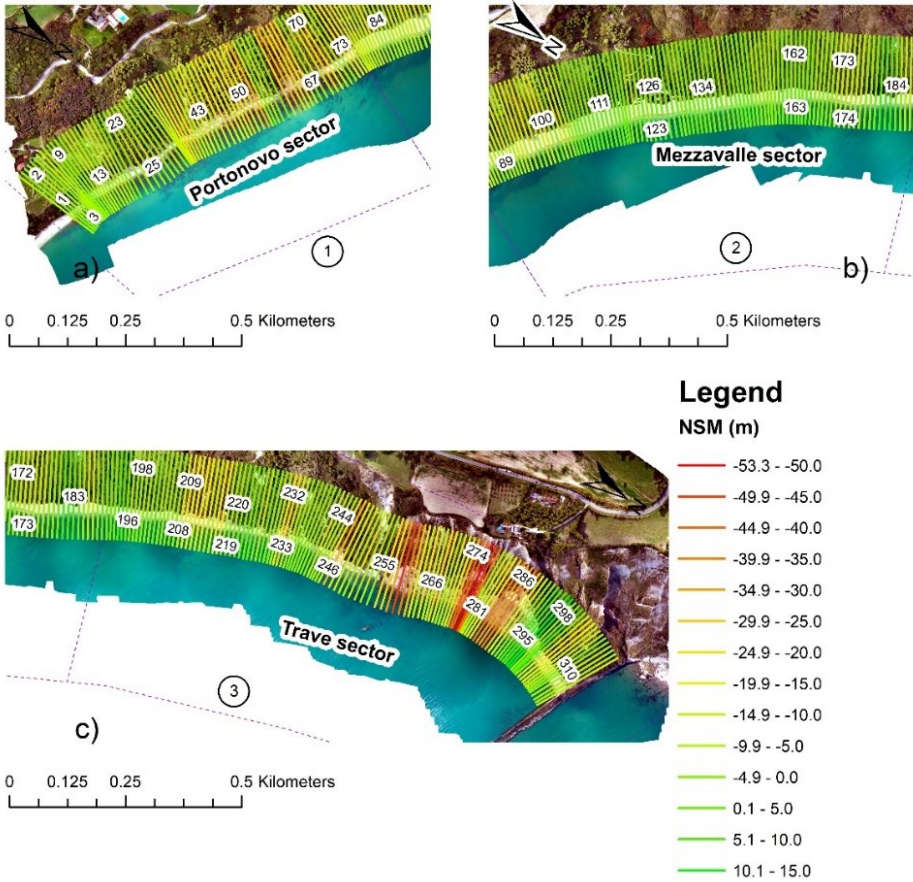 70
84
N
73
50
67
43
23
9
25
2
13
Portonovo sector
1
3
a)
1
0 0.125 0.25 0.5 Kilometers
N
162
173
126
134
184
111
100
163
174
123
89
Mezzavalle sector
2
b)
0 0.125 0.25 0.5 Kilometers
172
198
209
232
183
220
244
N
173
196
208
219
233
274
255
246
266
286
281
298
295
310
Trave sector
3
c)
0 0.125 0.25 0.5 Kilometers
Legend
NSM (m)
-53.3 - -50.0
-49.9 - -45.0
-44.9 - -40.0
-39.9 - -35.0
-34.9 - -30.0
-29.9 - -25.0
-24.9 - -20.0
-19.9 - -15.0
-14.9 - -10.0
-9.9 - -5.0
-4.9 - 0.0
0.1 - 5.0
5.1 - 10.0
10.1 - 15.0